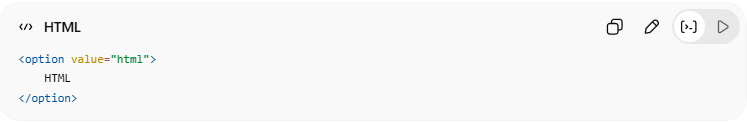 HTML
<option value="html">
    HTML
</option>